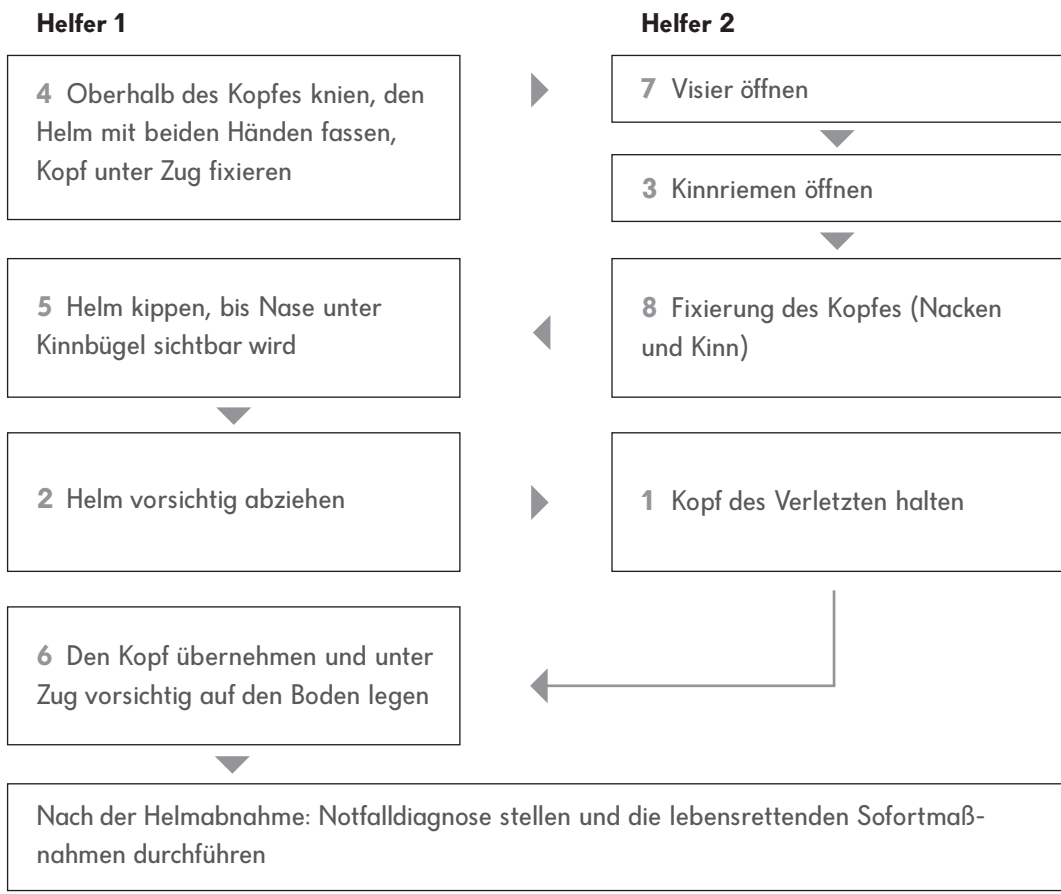 Helfer 1
Helfer 2
4 Oberhalb des Kopfes knien, den
Helm mit beiden Händen fassen,
Kopf unter Zug fixieren
7 Visier öffnen
3 Kinnriemen öffnen
8 Fixierung des Kopfes (Nacken
und Kinn)
5 Helm kippen, bis Nase unter
Kinnbügel sichtbar wird
2 Helm vorsichtig abziehen
1 Kopf des Verletzten halten
6 Den Kopf übernehmen und unter
Zug vorsichtig auf den Boden legen
Nach der Helmabnahme: Notfalldiagnose stellen und die lebensrettenden Sofortmaß-
nahmen durchführen